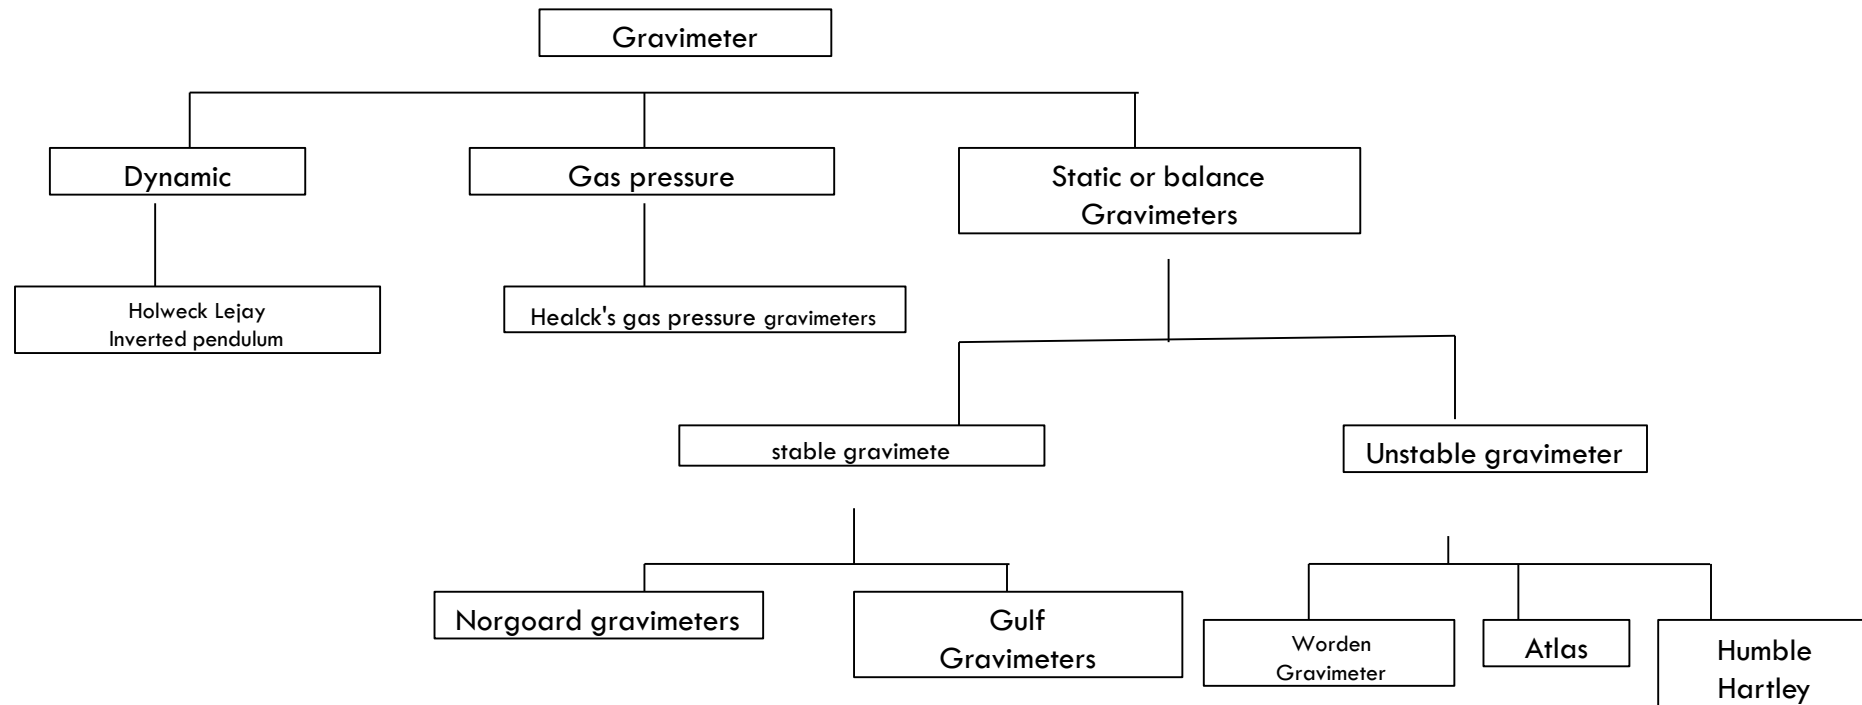 Gravimeter
Dynamic
Gas pressure
Static or balance
Gravimeters
Holweck Lejay
Inverted pendulum
Healck's gas pressure gravimeters
stable gravimete
Unstable gravimeter
Norgoard gravimeters
Gulf
Gravimeters
Worden
Gravimeter
Atlas
Humble
Hartley